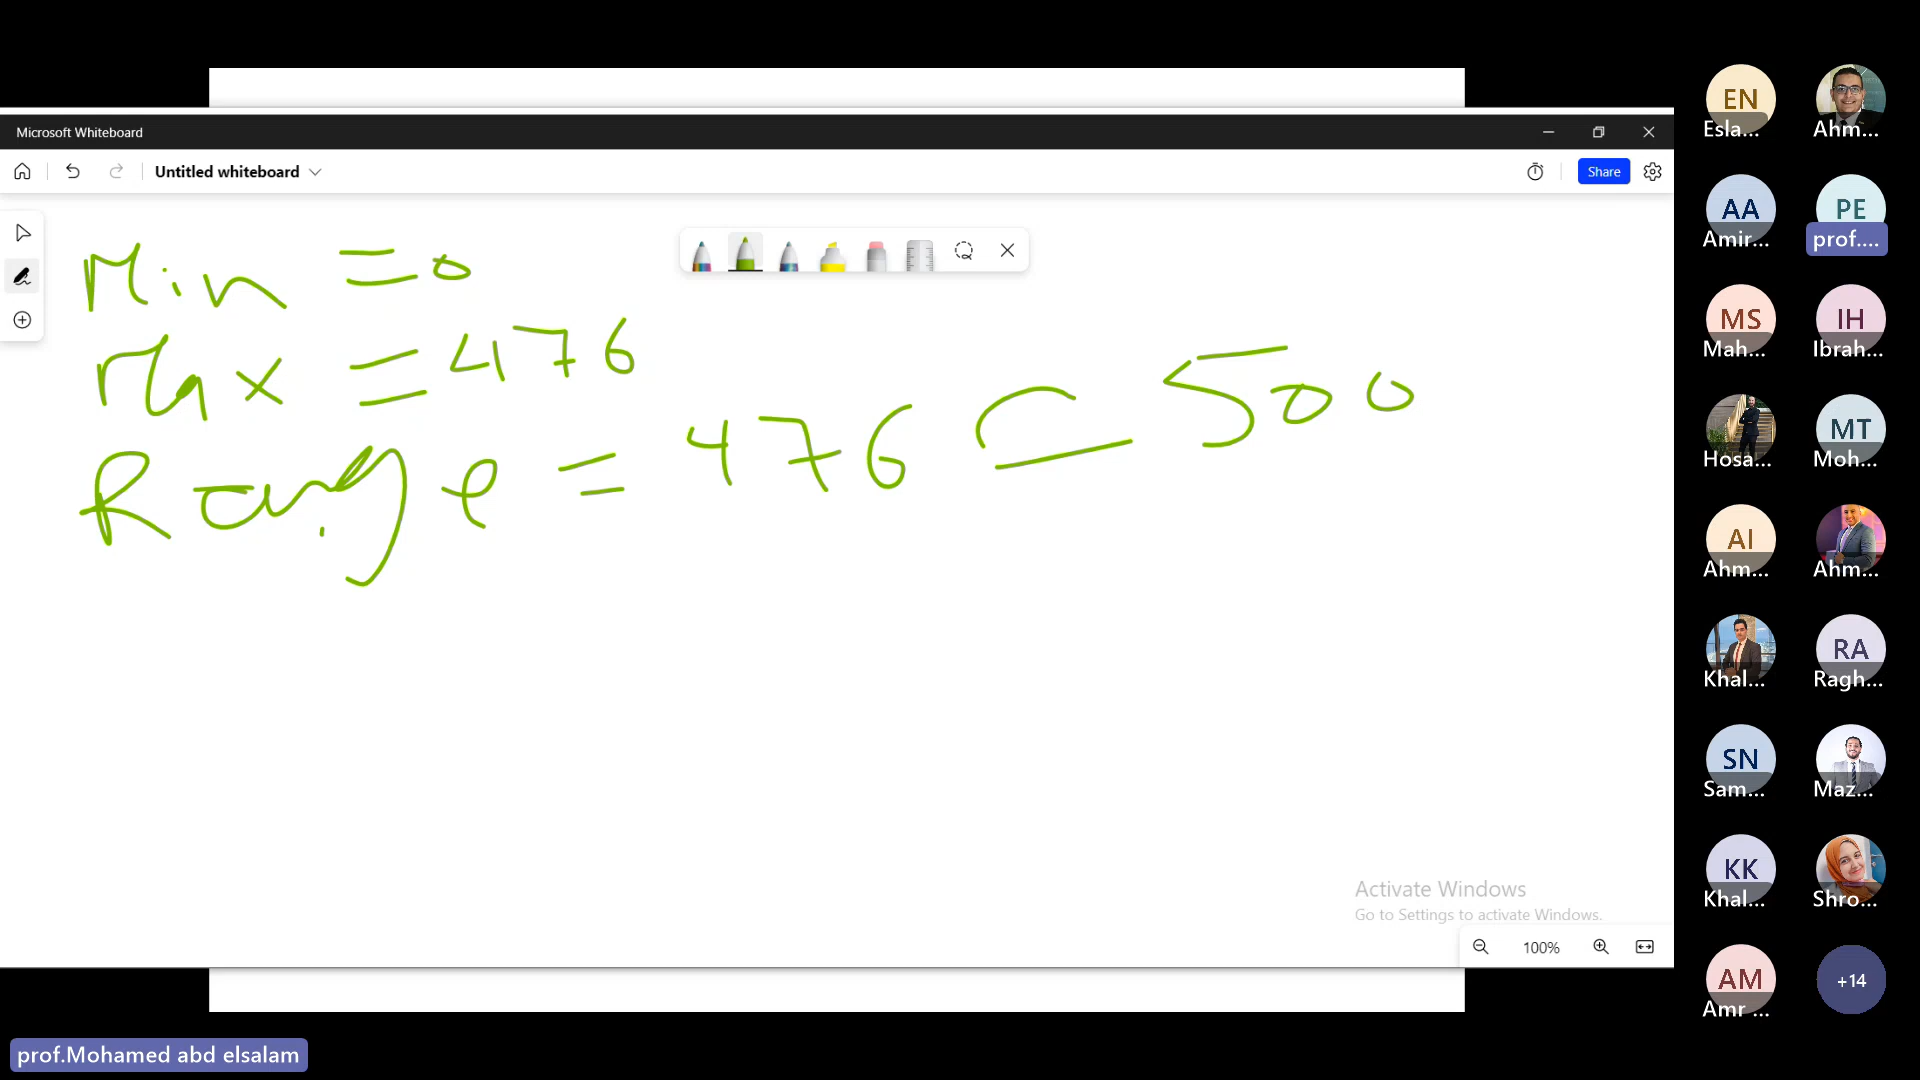 Microsoft Whiteboard
Untitled whiteboard
Share
Min = 0
Max = 476
Range = 476 ≃ 500
Activate Windows
Go to Settings to activate Windows.
100%
EN
Esla...
Ahm...
AA
Amir...
PE
prof....
MS
Mah...
IH
Ibrah...
Hosa...
MT
Moh...
AI
Ahm...
Ahm...
Khal...
RA
Ragh...
SN
Sam...
Maz...
KK
Khal...
Shro...
AM
Amr ...
+14
prof.Mohamed abd elsalam